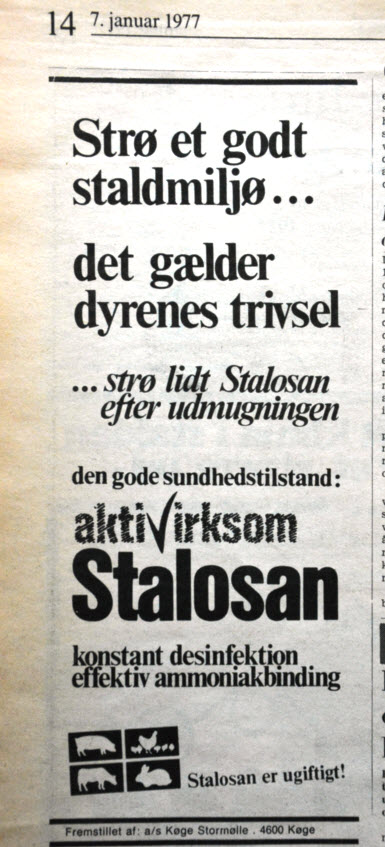 14 7. januar 1977
Strø et godt
staldmiljø...
det gælder
dyrenes trivsel
... strø lidt Stalosan
efter udmugningen
den gode sundhedstilstand:
aktiVirksom
Stalosan
konstant desinfektion
effektiv ammoniakbinding
Stalosan er ugiftigt!
Fremstillet af: a/s Køge Stormølle . 4600 Køge